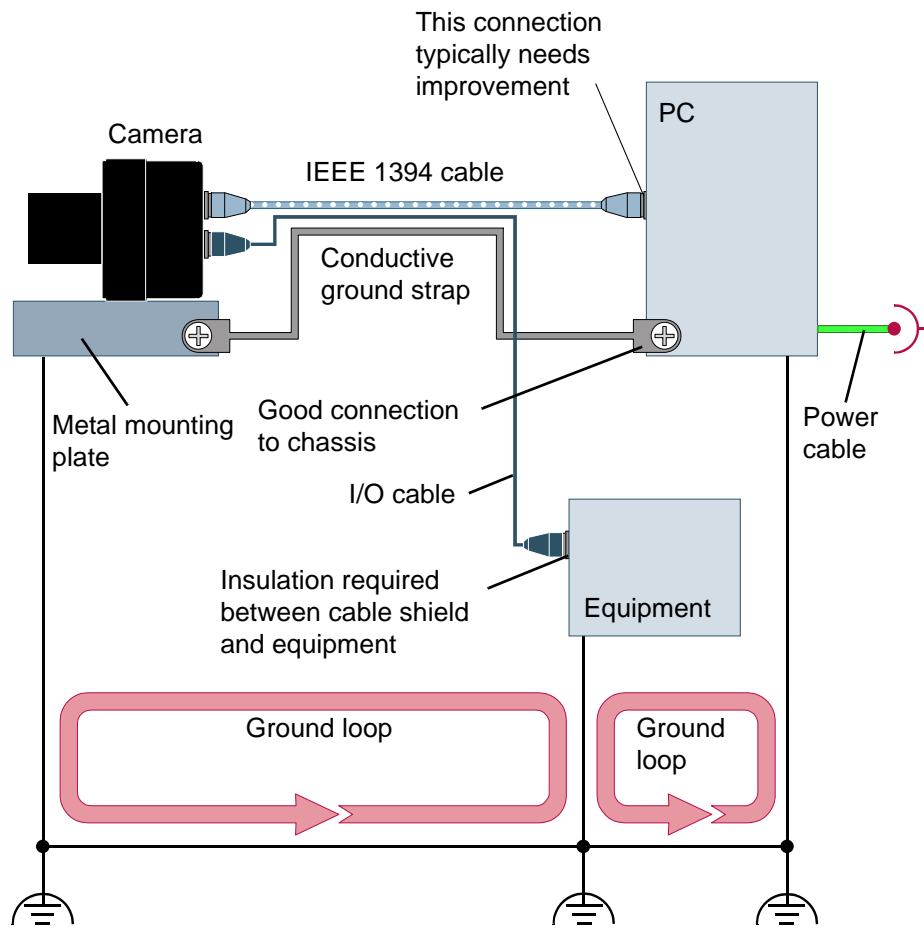 This connection
typically needs
improvement
PC
Camera
IEEE 1394 cable
Conductive
ground strap
Metal mounting
plate
Good connection
to chassis
Power
cable
I/O cable
Insulation required
between cable shield
and equipment
Equipment
Ground loop
Ground
loop